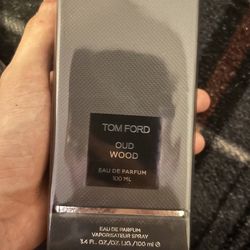 TOM FORD
OUD
WOOD
EAU DE PARFUM
100 ML
EAU DE PARFUM
VAPORISATEUR SPRAY
3.4 FL. OZ./OZ. LIQ./100 ml ℮